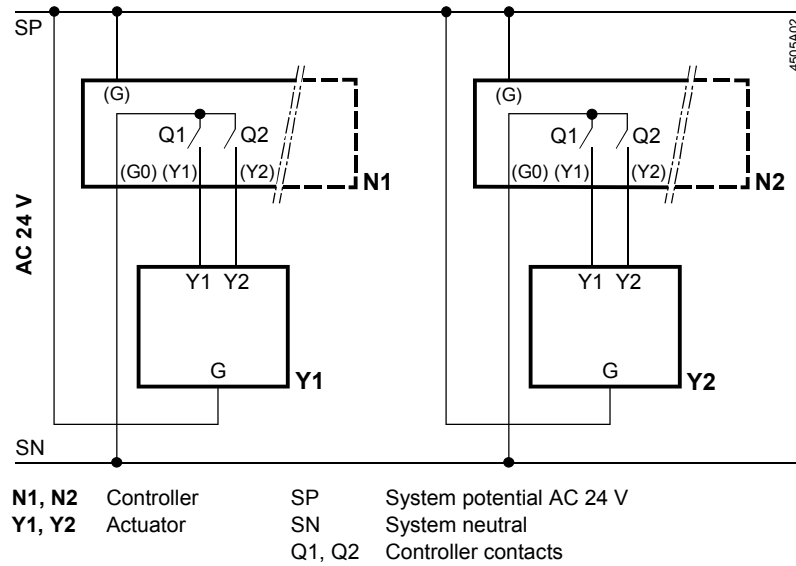 SP
4505A02
(G) (G)
Q1 Q2 Q1 Q2
(G0) (Y1) (Y2) N1 (G0) (Y1) (Y2) N2
AC 24 V
Y1 Y2 Y1 Y2
G Y1 G Y2
SN
N1, N2 Controller SP System potential AC 24 V
Y1, Y2 Actuator SN System neutral
Q1, Q2 Controller contacts